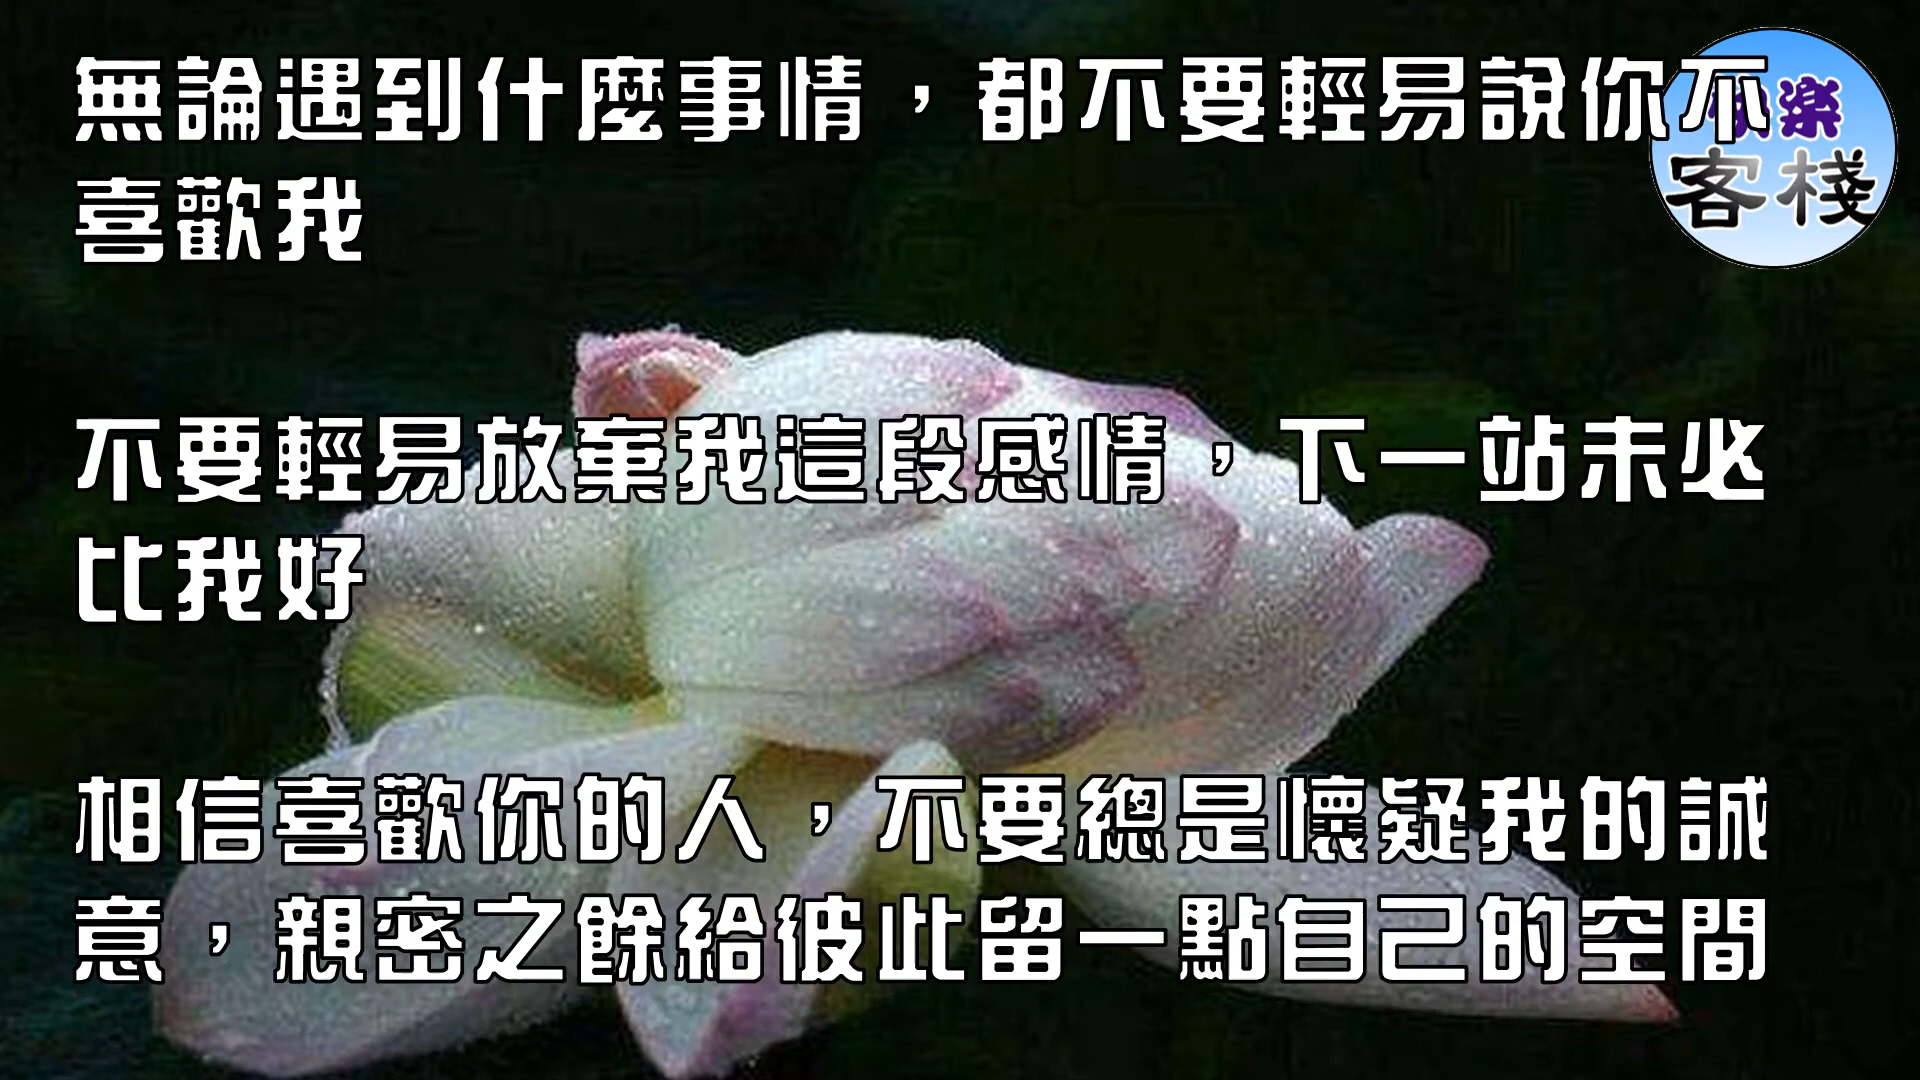 無論遇到什麼事情，都不要輕易說你不
喜歡我
不要輕易放棄我這段感情，下一站未必
比我好
相信喜歡你的人，不要總是懷疑我的誠
意，親密之餘給彼此留一點自己的空間
樂
客棧